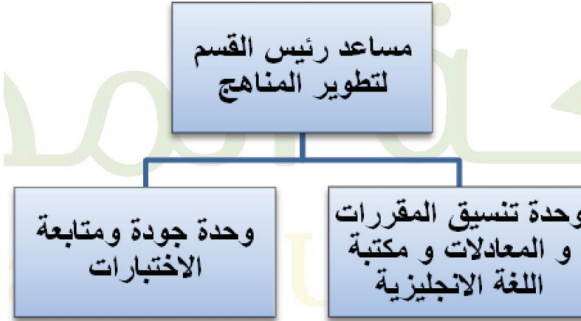 مساعد رئيس القسم
لتطوير المناهج
وحدة تنسيق المقررات
و المعادلات و مكتبة
اللغة الانجليزية
وحدة جودة ومتابعة
الاختبارات